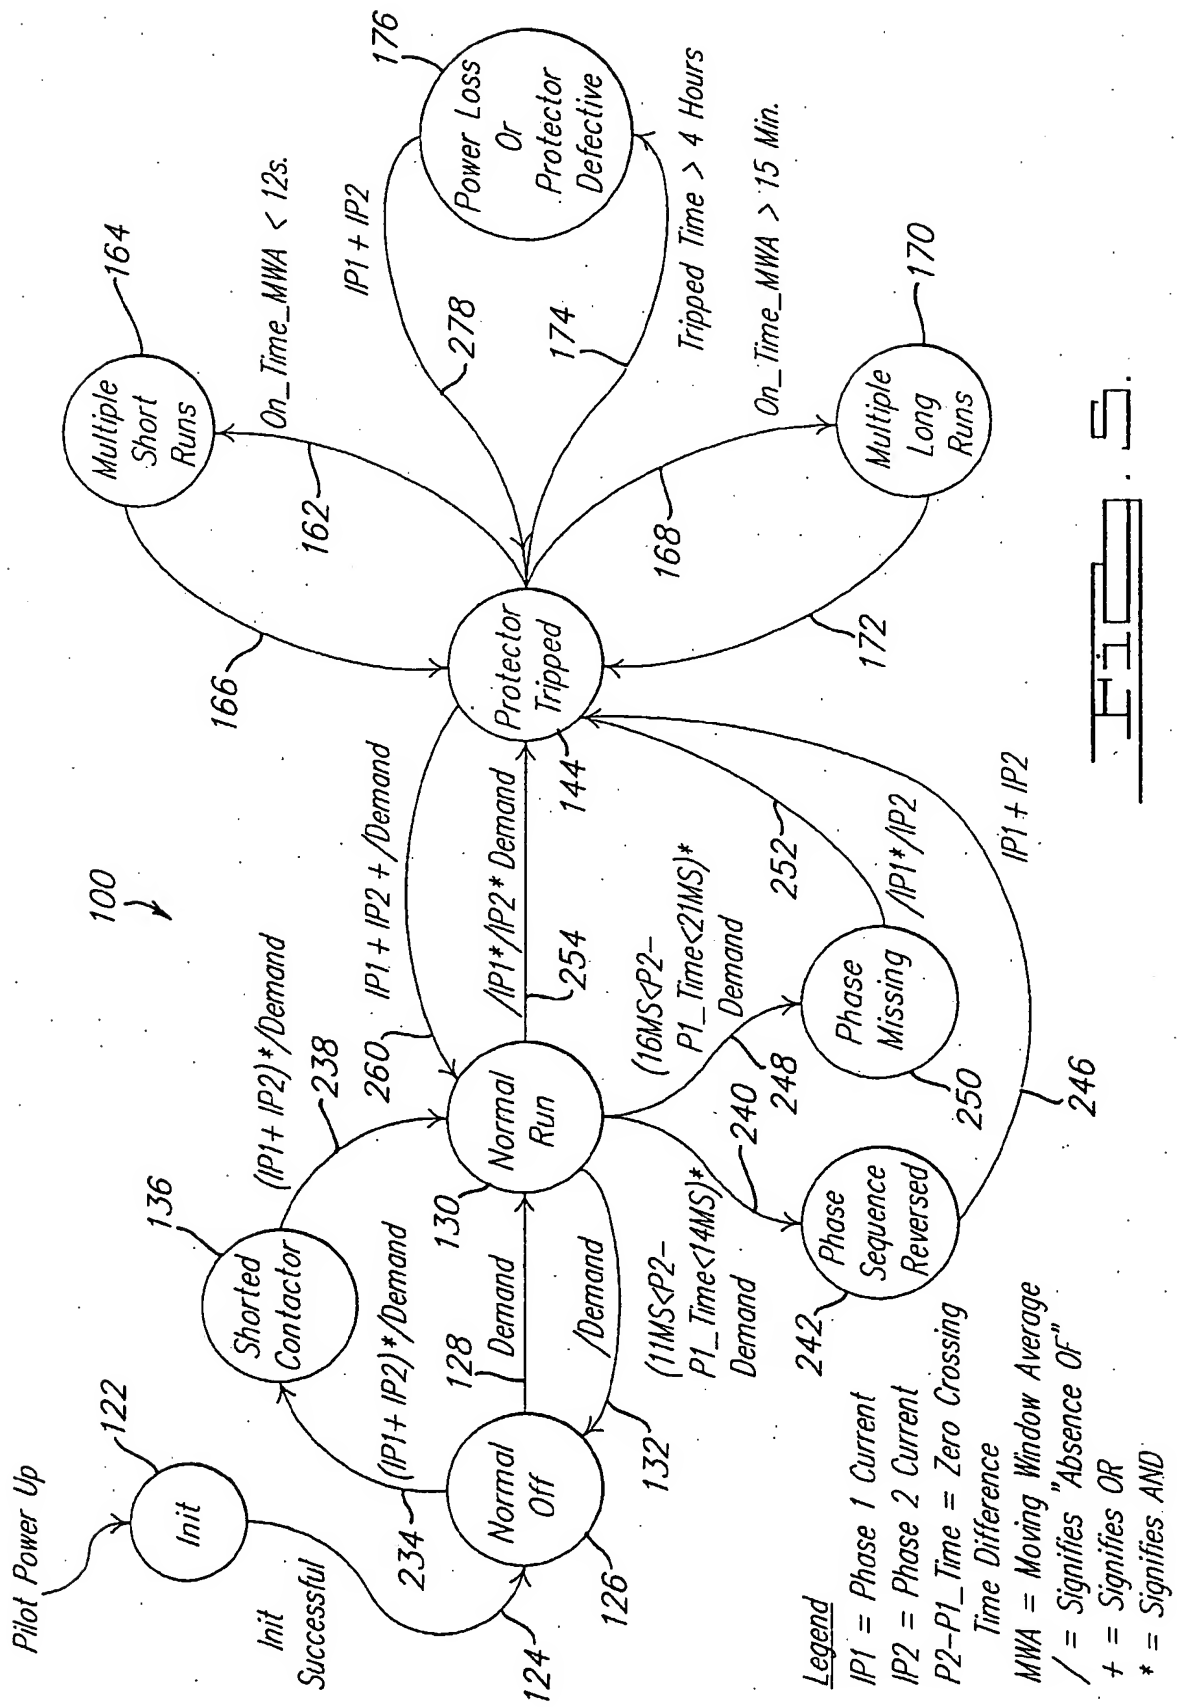 Pilot Power Up
122
Init
Init
Successful
124
100
136
Shorted
Contactor
(IP1+ IP2)*/Demand
238
234
(IP1+ IP2)*/Demand
Normal
Off
126
128
Demand
/Demand
132
Normal
Run
130
260
IP1 + IP2 + /Demand
/IP1*/IP2* Demand
254
Protector
Tripped
144
166
Multiple
Short
Runs
164
On_Time_MWA < 12s.
162
IP1 + IP2
278
176
Power Loss
Or
Protector
Defective
174
Tripped Time > 4 Hours
On_Time_MWA > 15 Min.
168
Multiple
Long
Runs
170
172
(11MS<P2–
P1_Time<14MS)*
Demand
240
(16MS<P2–
P1_Time<21MS)*
Demand
248
Phase
Sequence
Reversed
242
Phase
Missing
250
252
/IP1*/IP2
246
IP1 + IP2
Legend
IP1 = Phase 1 Current
IP2 = Phase 2 Current
P2–P1_Time = Zero Crossing
Time Difference
MWA = Moving Window Average
/ = Signifies "Absence OF"
+ = Signifies OR
* = Signifies AND
Fig. 5.